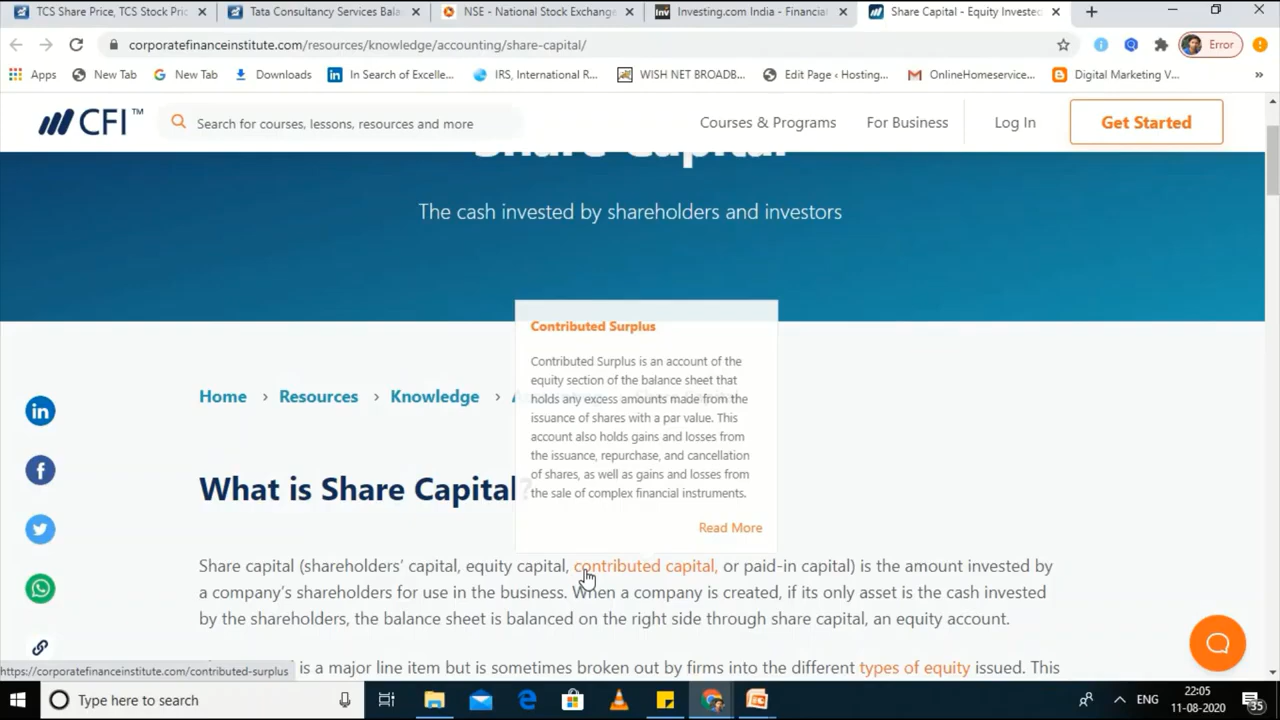 TCS Share Price, TCS Stock Pric
Tata Consultancy Services Bala
NSE - National Stock Exchange
Investing.com India - Financial
Share Capital - Equity Invested
corporatefinanceinstitute.com/resources/knowledge/accounting/share-capital/
Error
Apps
New Tab
New Tab
Downloads
In Search of Excelle...
IRS, International R...
WISH NET BROADB...
Edit Page ‹ Hosting...
OnlineHomeservice...
Digital Marketing V...
»
CFI™
Search for courses, lessons, resources and more
Courses & Programs
For Business
Log In
Get Started
Share Capital
The cash invested by shareholders and investors
Contributed Surplus
Contributed Surplus is an account of the
equity section of the balance sheet that
holds any excess amounts made from the
issuance of shares with a par value. This
account also holds gains and losses from
the issuance, repurchase, and cancellation
of shares, as well as gains and losses from
the sale of complex financial instruments.
Read More
Home › Resources › Knowledge ›
What is Share Capital?
Share capital (shareholders’ capital, equity capital, contributed capital, or paid-in capital) is the amount invested by
a company’s shareholders for use in the business. When a company is created, if its only asset is the cash invested
by the shareholders, the balance sheet is balanced on the right side through share capital, an equity account.
is a major line item but is sometimes broken out by firms into the different types of equity issued. This
https://corporatefinanceinstitute.com/contributed-surplus
Type here to search
ENG
22:05
11-08-2020
35